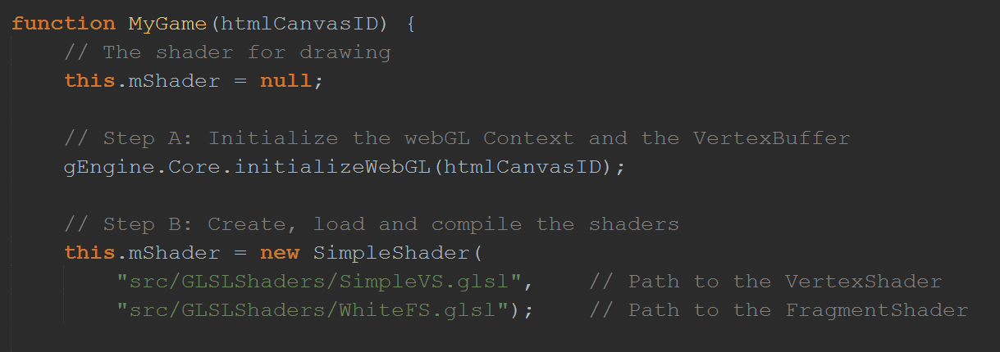 function MyGame(htmlCanvasID) {
    // The shader for drawing
    this.mShader = null;

    // Step A: Initialize the webGL Context and the VertexBuffer
    gEngine.Core.initializeWebGL(htmlCanvasID);

    // Step B: Create, load and compile the shaders
    this.mShader = new SimpleShader(
        "src/GLSLShaders/SimpleVS.glsl",    // Path to the VertexShader
        "src/GLSLShaders/WhiteFS.glsl");    // Path to the FragmentShader